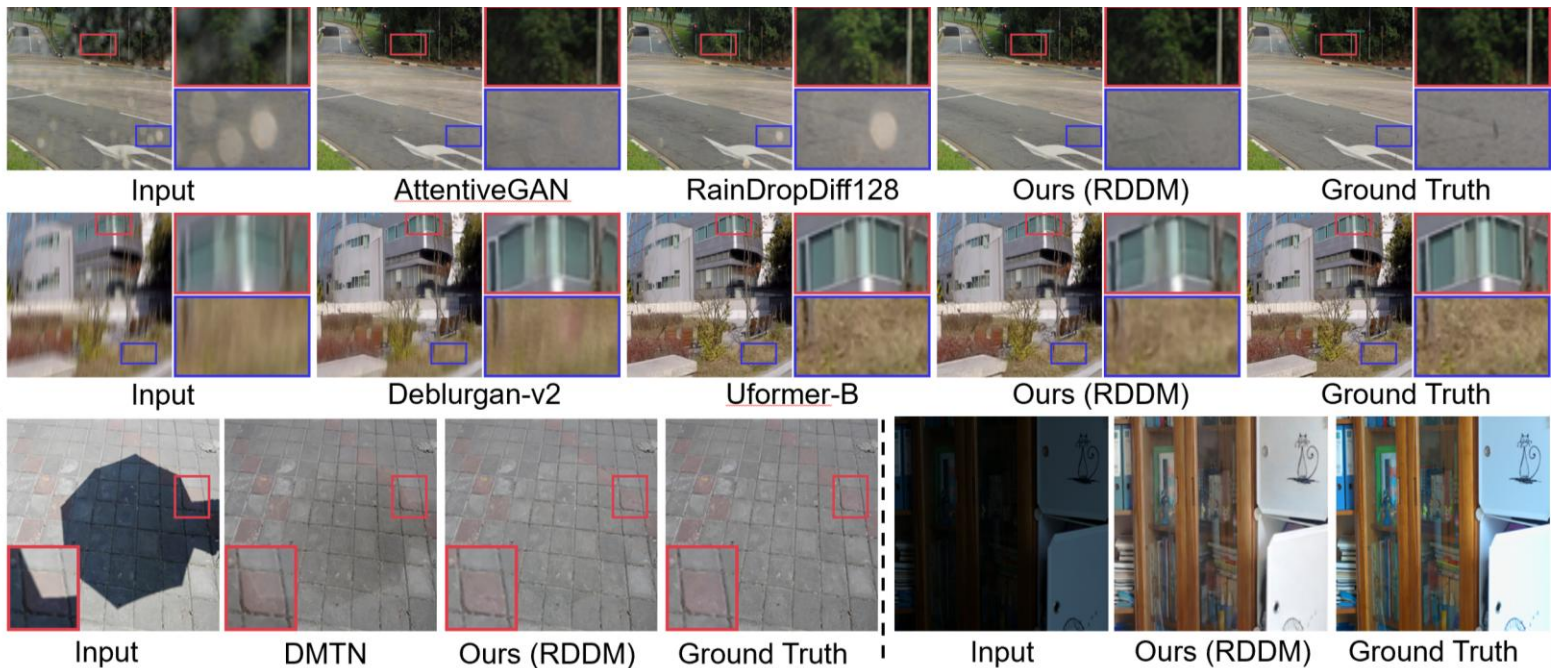 Input AttentiveGAN RainDropDiff128 Ours (RDDM) Ground Truth
Input Deblurgan-v2 Uformer-B Ours (RDDM) Ground Truth
Input DMTN Ours (RDDM) Ground Truth Input Ours (RDDM) Ground Truth